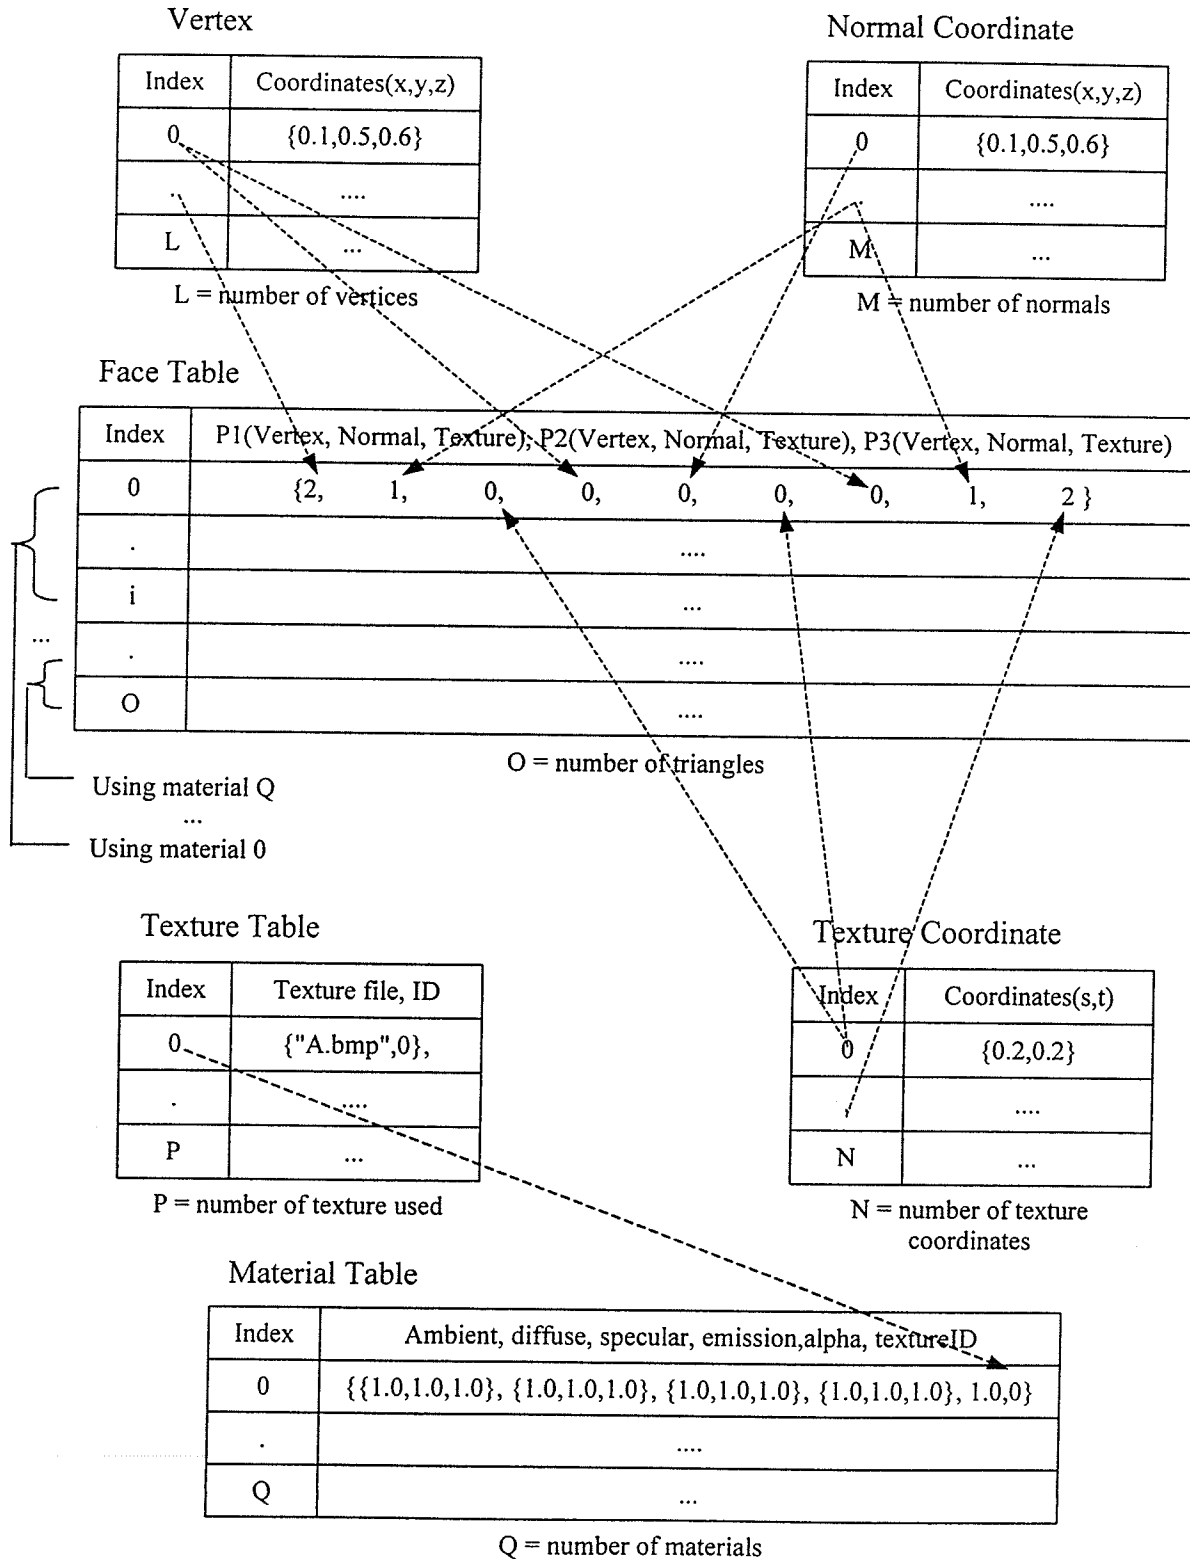 Vertex
Index Coordinates(x,y,z)
0 {0.1,0.5,0.6}
. ....
L ...
L = number of vertices
Normal Coordinate
Index Coordinates(x,y,z)
0 {0.1,0.5,0.6}
. ....
M ...
M = number of normals
Face Table
Index P1(Vertex, Normal, Texture), P2(Vertex, Normal, Texture), P3(Vertex, Normal, Texture)
0 {2, 1, 0, 0, 0, 0, 0, 1, 2 }
. ....
i ...
...
. ....
O ....
O = number of triangles
Using material Q
...
Using material 0
Texture Table
Index Texture file, ID
0 {"A.bmp",0},
. ....
P ...
P = number of texture used
Texture Coordinate
Index Coordinates(s,t)
0 {0.2,0.2}
. ....
N ...
N = number of texture
coordinates
Material Table
Index Ambient, diffuse, specular, emission,alpha, textureID
0 {{1.0,1.0,1.0}, {1.0,1.0,1.0}, {1.0,1.0,1.0}, {1.0,1.0,1.0}, 1.0,0}
. ....
Q ...
Q = number of materials